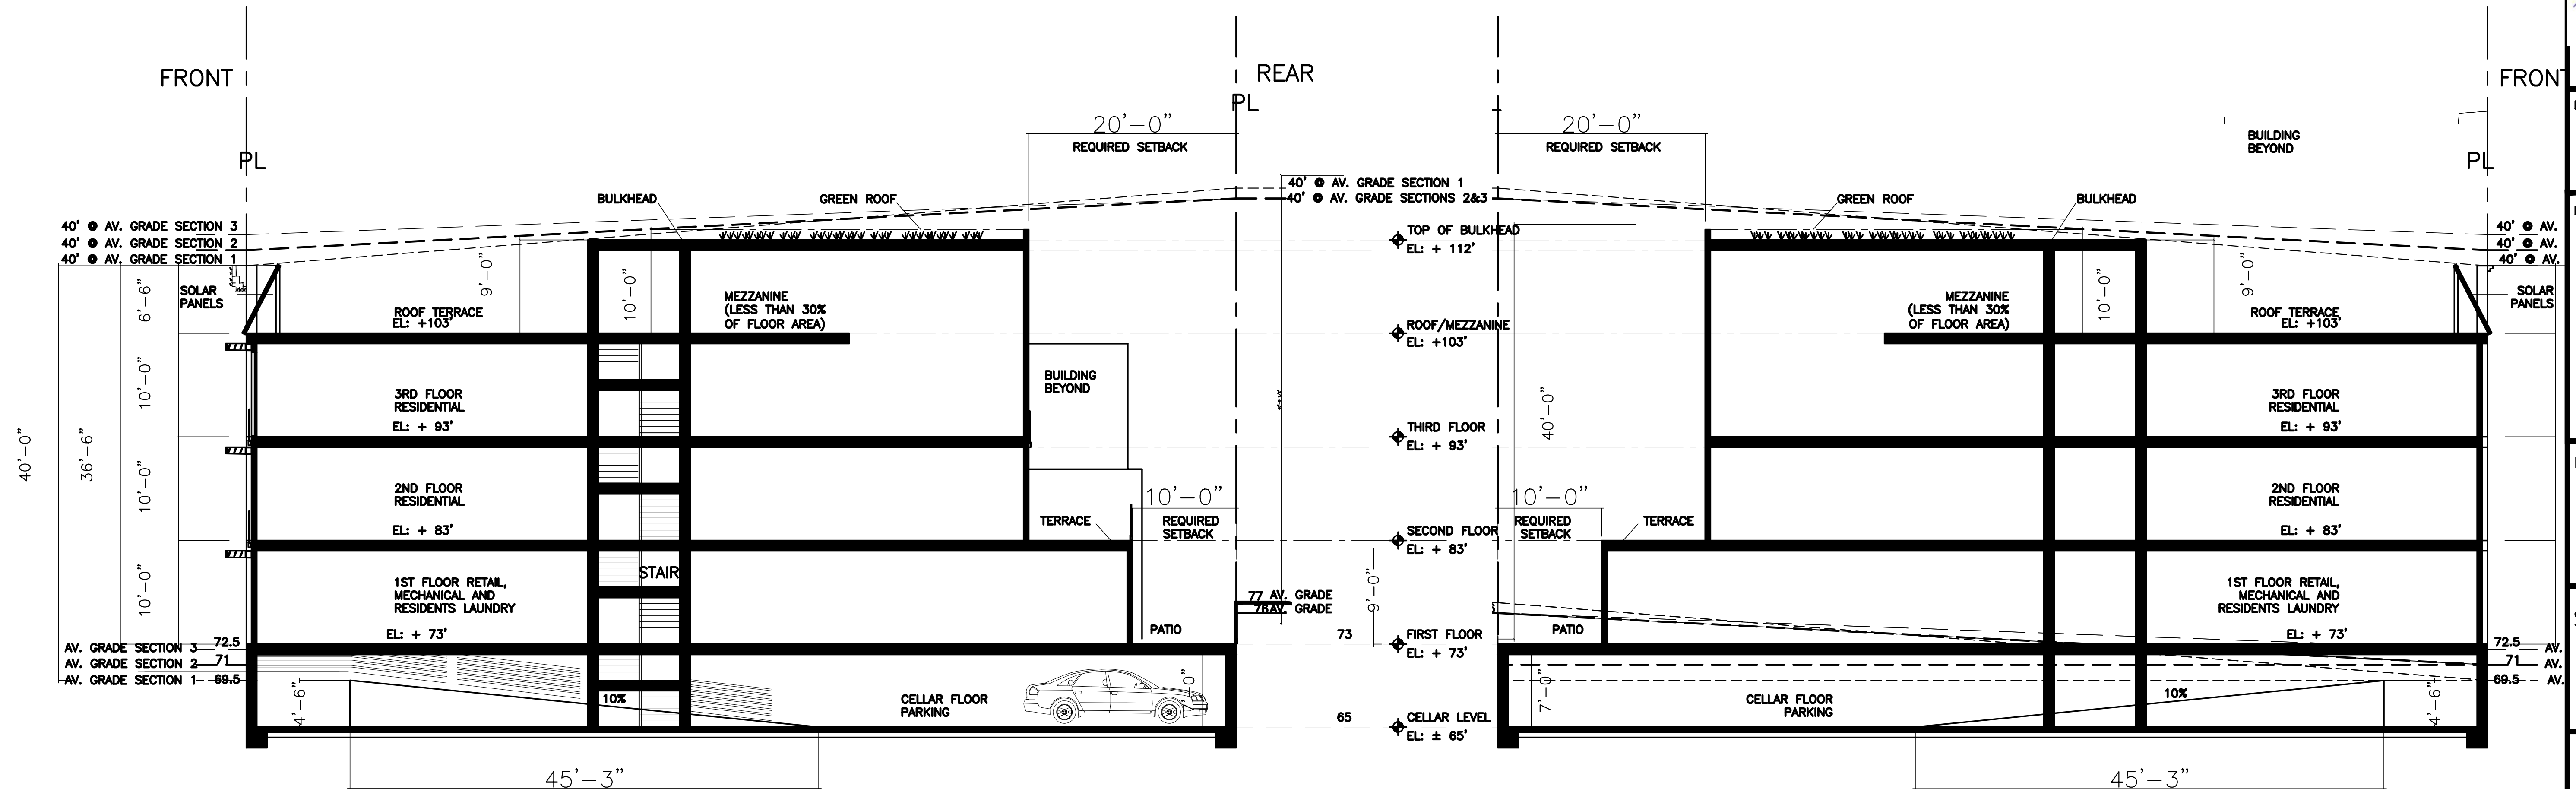 FRONT
REAR
FRONT
PL
PL
PL
20'-0"
REQUIRED SETBACK
20'-0"
REQUIRED SETBACK
BUILDING
BEYOND
BULKHEAD
GREEN ROOF
40' @ AV. GRADE SECTION 1
40' @ AV. GRADE SECTIONS 2&3
GREEN ROOF
BULKHEAD
40' @ AV. GRADE SECTION 3
40' @ AV. GRADE SECTION 2
40' @ AV. GRADE SECTION 1
TOP OF BULKHEAD
EL: + 112'
40' @ AV.
40' @ AV.
40' @ AV.
SOLAR
PANELS
6'-6"
9'-0"
10'-0"
ROOF TERRACE
EL: +103'
MEZZANINE
(LESS THAN 30%
OF FLOOR AREA)
ROOF/MEZZANINE
EL: +103'
MEZZANINE
(LESS THAN 30%
OF FLOOR AREA)
10'-0"
9'-0"
ROOF TERRACE
EL: +103'
SOLAR
PANELS
40'-0"
36'-6"
10'-0"
3RD FLOOR
RESIDENTIAL
EL: + 93'
BUILDING
BEYOND
THIRD FLOOR
EL: + 93'
40'-0"
3RD FLOOR
RESIDENTIAL
EL: + 93'
10'-0"
2ND FLOOR
RESIDENTIAL
EL: + 83'
TERRACE
10'-0"
REQUIRED
SETBACK
SECOND FLOOR
EL: + 83'
10'-0"
REQUIRED
SETBACK
TERRACE
2ND FLOOR
RESIDENTIAL
EL: + 83'
10'-0"
1ST FLOOR RETAIL,
MECHANICAL AND
RESIDENTS LAUNDRY
EL: + 73'
STAIR
PATIO
77 AV. GRADE
76 AV. GRADE
9'-0"
73
FIRST FLOOR
EL: + 73'
PATIO
1ST FLOOR RETAIL,
MECHANICAL AND
RESIDENTS LAUNDRY
EL: + 73'
AV. GRADE SECTION 3 72.5
AV. GRADE SECTION 2 71
AV. GRADE SECTION 1 69.5
72.5 AV.
71 AV.
69.5 AV.
4'-6"
10%
CELLAR FLOOR
PARKING
65
CELLAR LEVEL
EL: ± 65'
7'-0"
CELLAR FLOOR
PARKING
10%
4'-6"
45'-3"
45'-3"